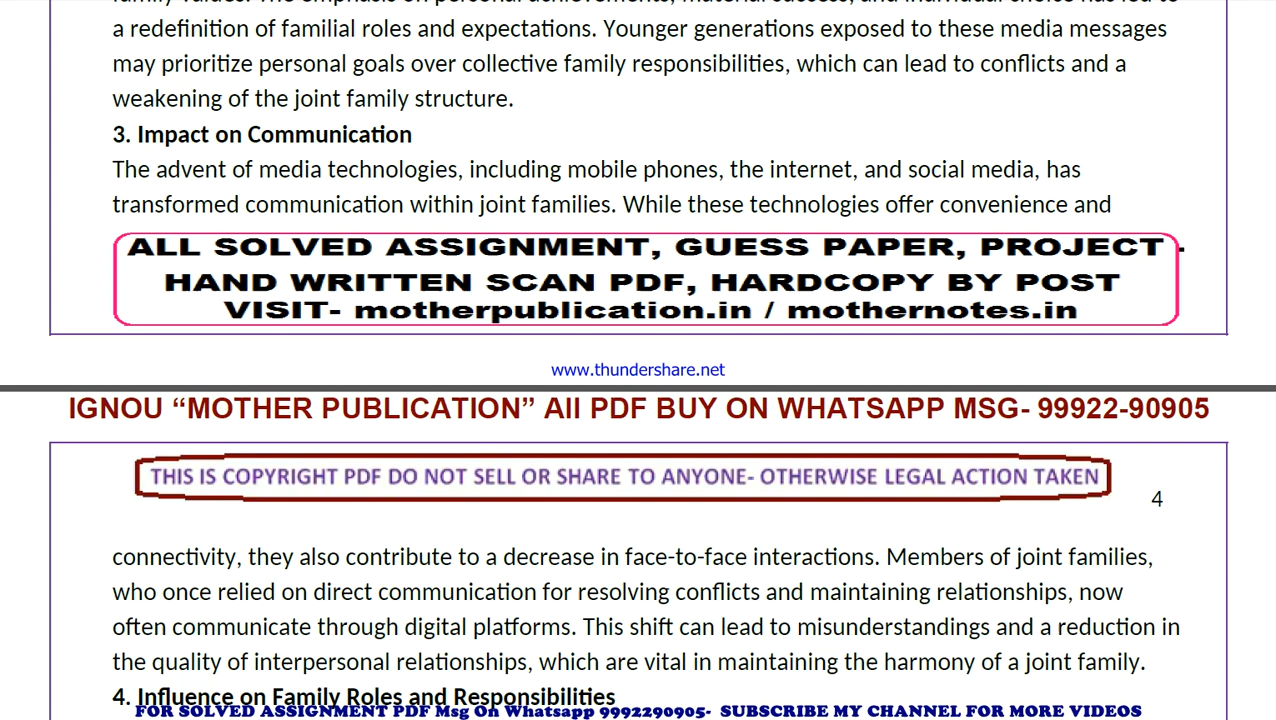 a redefinition of familial roles and expectations. Younger generations exposed to these media messages
may prioritize personal goals over collective family responsibilities, which can lead to conflicts and a
weakening of the joint family structure.
3. Impact on Communication
The advent of media technologies, including mobile phones, the internet, and social media, has
transformed communication within joint families. While these technologies offer convenience and
ALL SOLVED ASSIGNMENT, GUESS PAPER, PROJECT -
HAND WRITTEN SCAN PDF, HARDCOPY BY POST
VISIT- motherpublication.in / mothernotes.in
www.thundershare.net
IGNOU “MOTHER PUBLICATION” All PDF BUY ON WHATSAPP MSG- 99922-90905
THIS IS COPYRIGHT PDF DO NOT SELL OR SHARE TO ANYONE- OTHERWISE LEGAL ACTION TAKEN
4
connectivity, they also contribute to a decrease in face-to-face interactions. Members of joint families,
who once relied on direct communication for resolving conflicts and maintaining relationships, now
often communicate through digital platforms. This shift can lead to misunderstandings and a reduction in
the quality of interpersonal relationships, which are vital in maintaining the harmony of a joint family.
4. Influence on Family Roles and Responsibilities
FOR SOLVED ASSIGNMENT PDF Msg On Whatsapp 9992290905- SUBSCRIBE MY CHANNEL FOR MORE VIDEOS